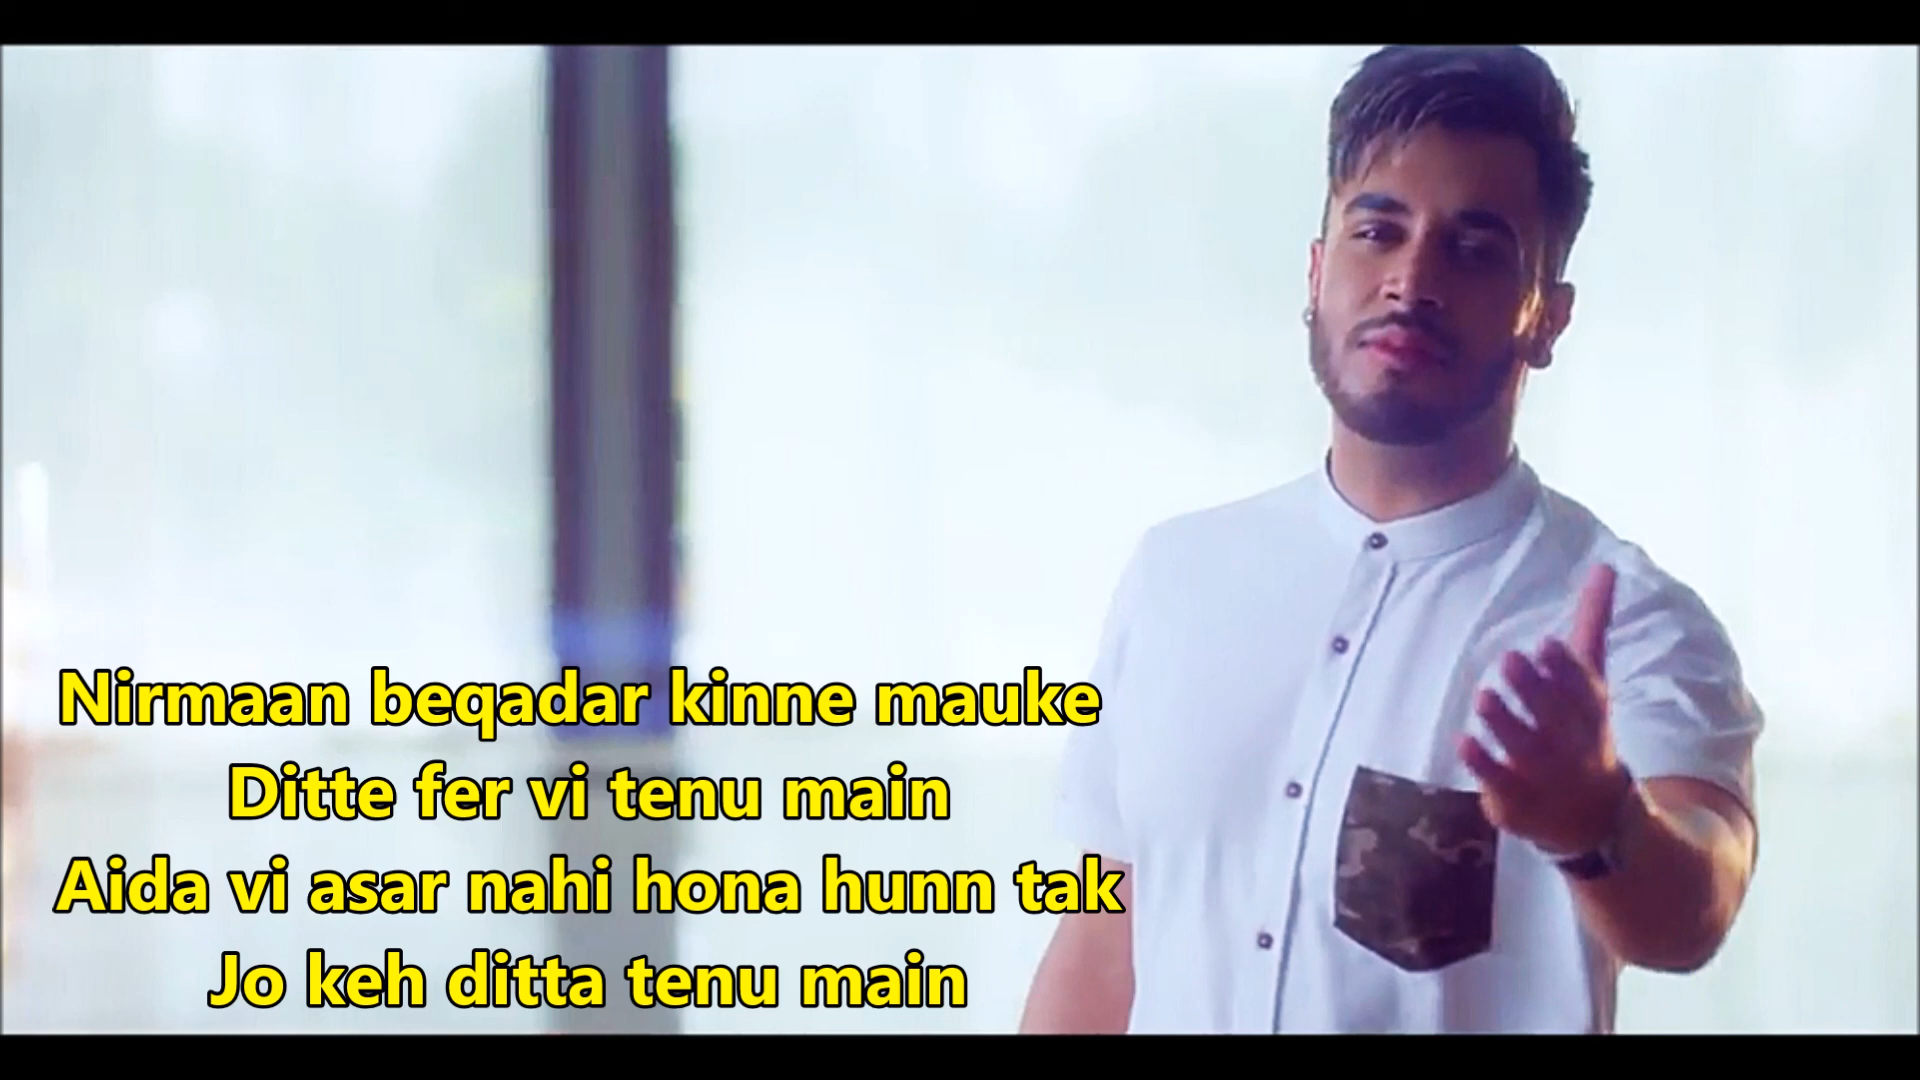 Nirmaan beqadar kinne mauke
Ditte fer vi tenu main
Aida vi asar nahi hona hunn tak
Jo keh ditta tenu main